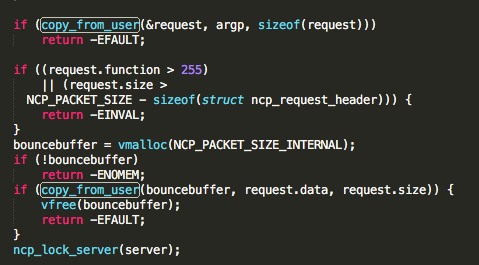 if (copy_from_user(&request, argp, sizeof(request)))
return -EFAULT;
if ((request.function > 255)
|| (request.size >
NCP_PACKET_SIZE - sizeof(struct ncp_request_header))) {
return -EINVAL;
}
bouncebuffer = vmalloc(NCP_PACKET_SIZE_INTERNAL);
if (!bouncebuffer)
return -ENOMEM;
if (copy_from_user(bouncebuffer, request.data, request.size)) {
vfree(bouncebuffer);
return -EFAULT;
}
ncp_lock_server(server);